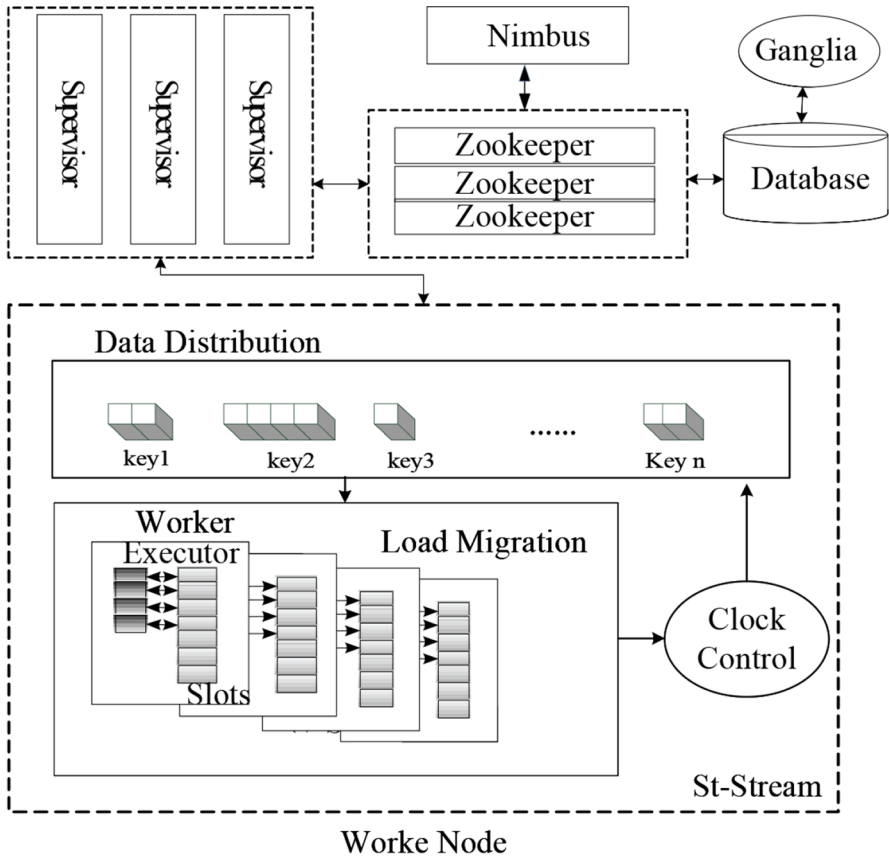 Supervisor
Supervisor
Supervisor
Nimbus
Ganglia
Zookeeper
Zookeeper
Zookeeper
Database
Data Distribution
key1
key2
key3
......
Key n
Worker
Executor
Load Migration
Slots
Clock
Control
St-Stream
Worke Node